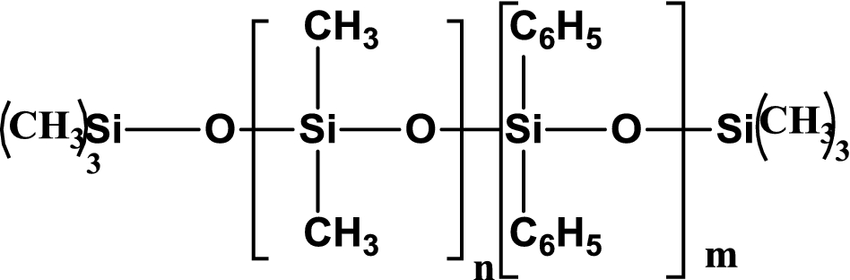 CH3 C6H5
(CH3)3Si O Si O Si O Si(CH3)3
CH3 C6H5
n m